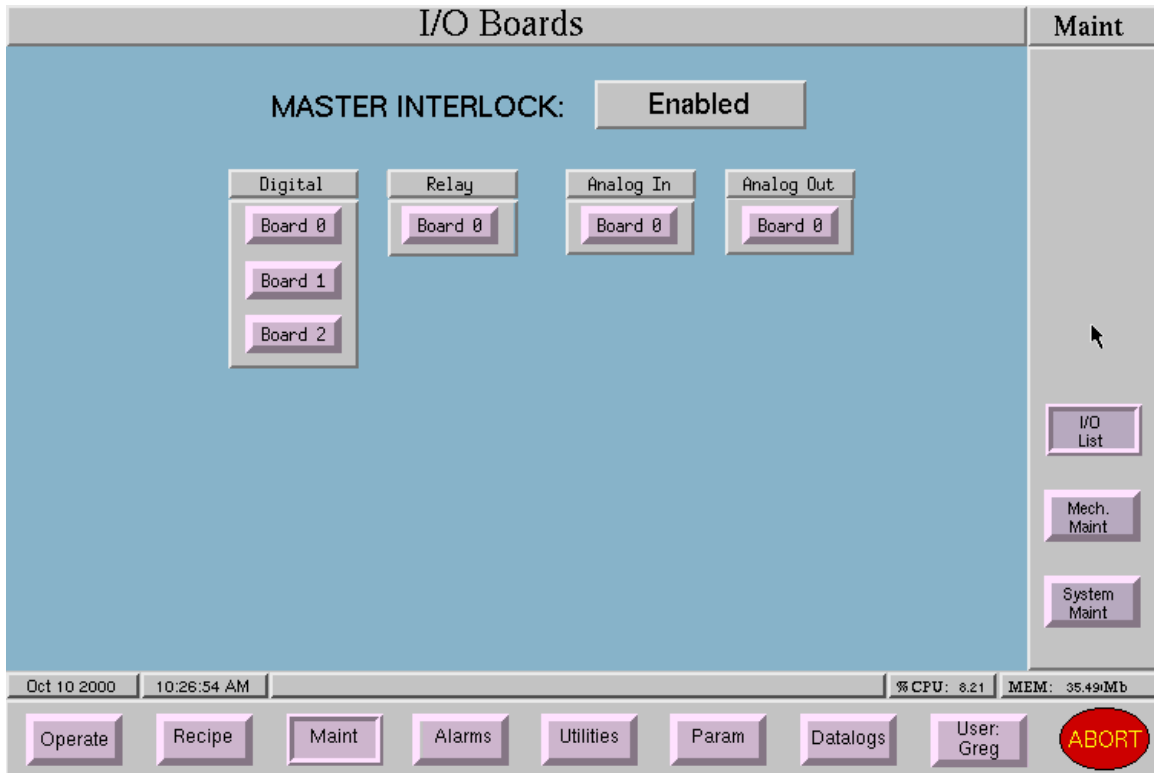 I/O Boards
Maint
MASTER INTERLOCK:
Enabled
Digital
Board 0
Board 1
Board 2
Relay
Board 0
Analog In
Board 0
Analog Out
Board 0
I/O
List
Mech.
Maint
System
Maint
Oct 10 2000
10:26:54 AM
%CPU: 8.21
MEM: 35.49Mb
Operate
Recipe
Maint
Alarms
Utilities
Param
Datalogs
User:
Greg
ABORT